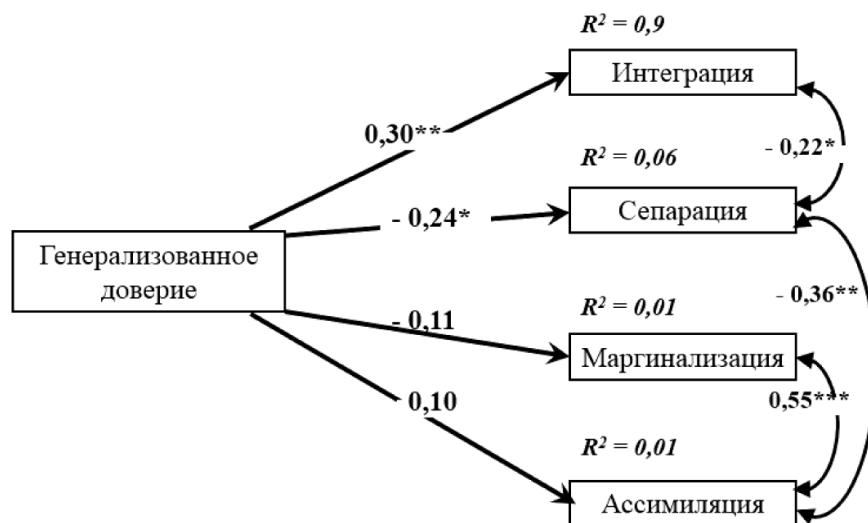 R² = 0,9
Интеграция
0,30**
- 0,22*
R² = 0,06
- 0,24*
Сепарация
Генерализованное
доверие
- 0,36**
R² = 0,01
- 0,11
Маргинализация
0,10
0,55***
R² = 0,01
Ассимиляция